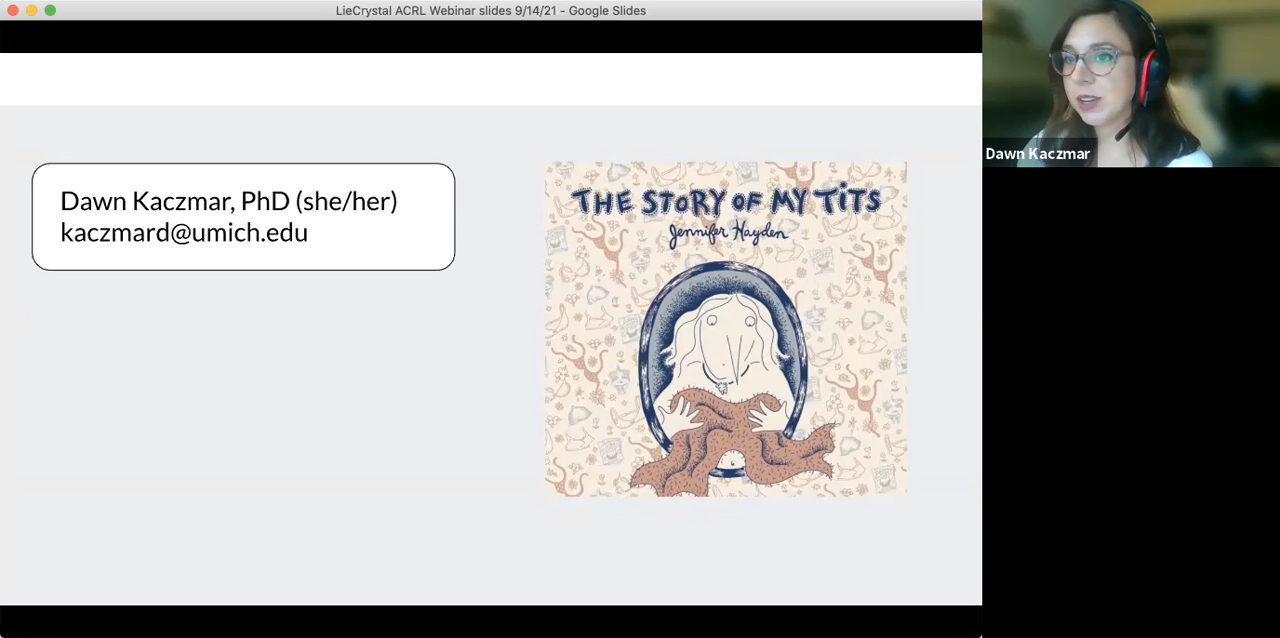 LieCrystal ACRL Webinar slides 9/14/21 - Google Slides
Dawn Kaczmar
Dawn Kaczmar, PhD (she/her)
kaczmard@umich.edu
THE STORY OF MY TiTS
Jennifer Hayden